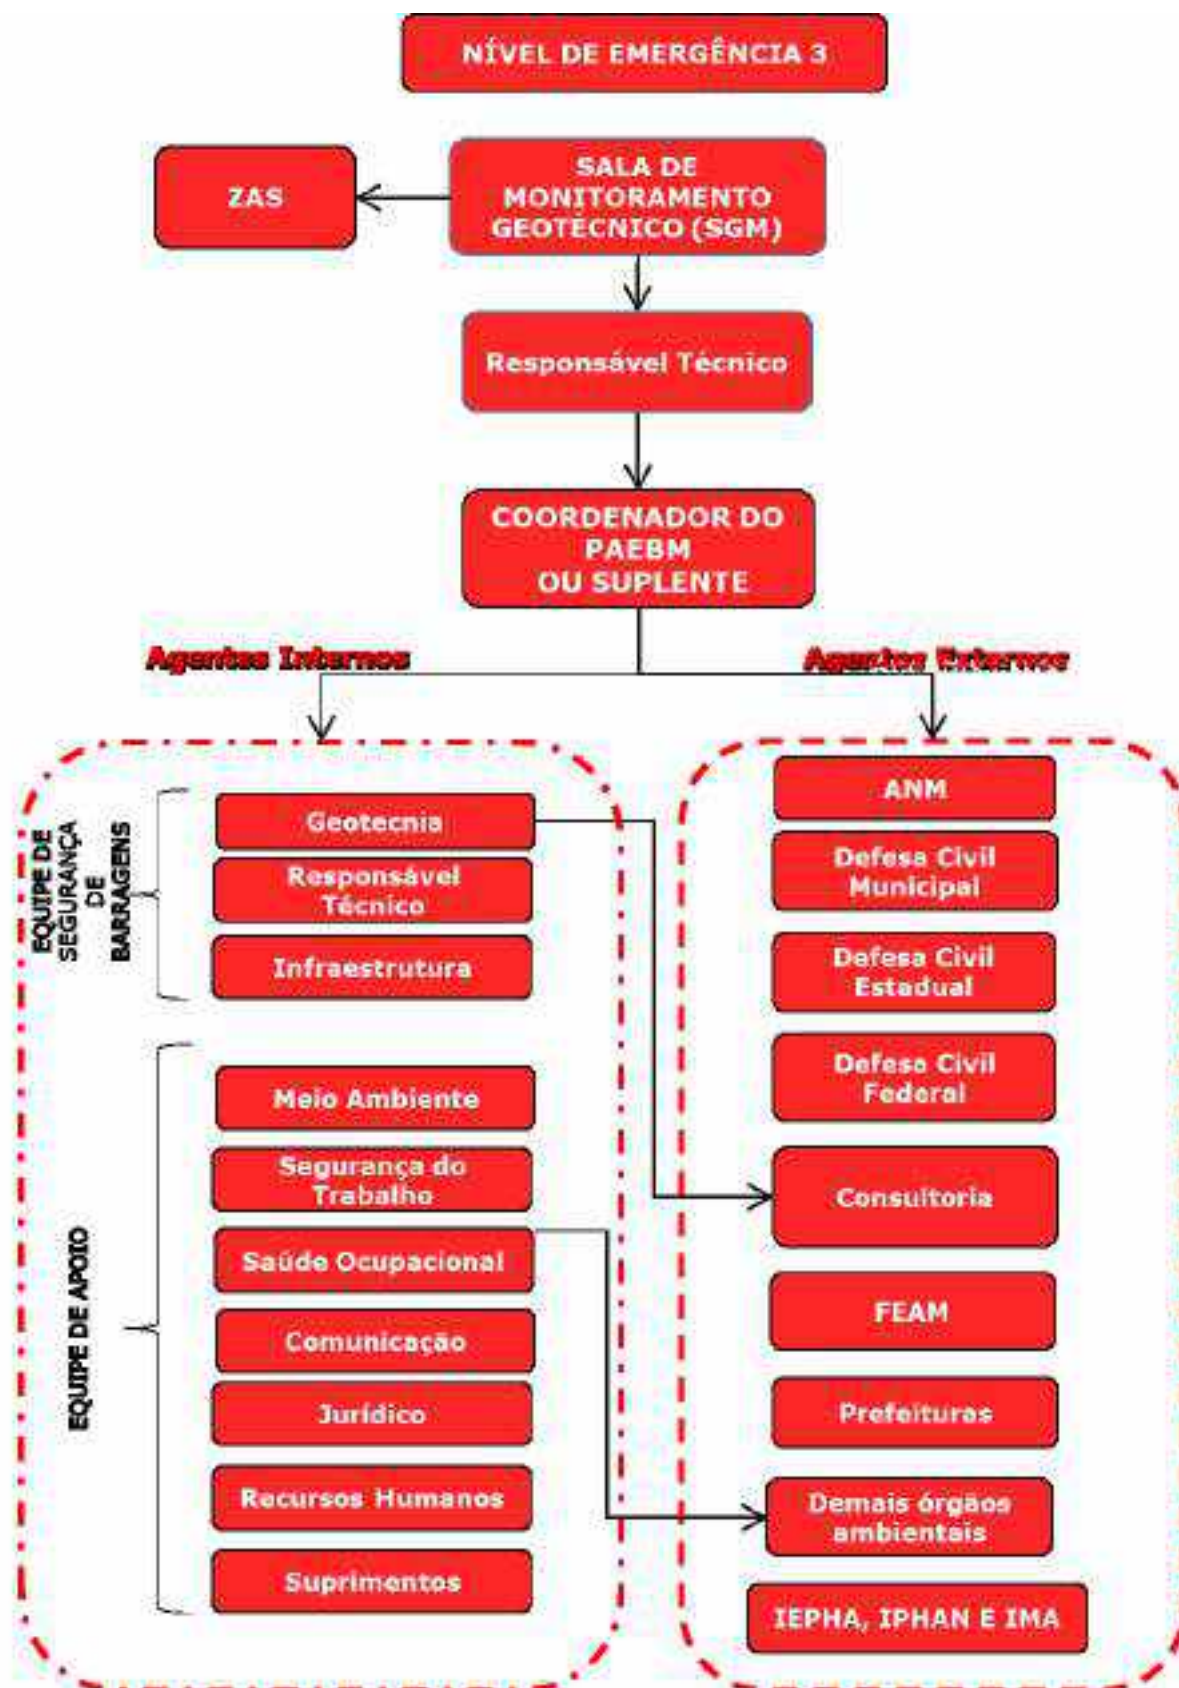 NÍVEL DE EMERGÊNCIA 3
ZAS
SALA DE
MONITORAMENTO
GEOTÉCNICO (SGM)
Responsável Técnico
COORDENADOR DO
PAEBM
OU SUPLENTE
Agentes Internos
Agentes Externos
EQUIPE DE
SEGURANÇA
DE
BARRAGENS
Geotecnia
Responsável
Técnico
Infraestrutura
EQUIPE DE APOIO
Meio Ambiente
Segurança do
Trabalho
Saúde Ocupacional
Comunicação
Jurídico
Recursos Humanos
Suprimentos
ANM
Defesa Civil
Municipal
Defesa Civil
Estadual
Defesa Civil
Federal
Consultoria
FEAM
Prefeituras
Demais órgãos
ambientais
IEPHA, IPHAN E IMA